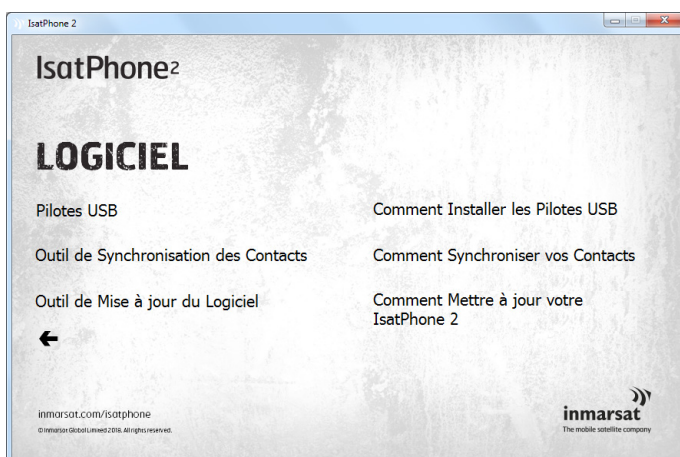 IsatPhone 2
IsatPhone2
LOGICIEL
Pilotes USB
Outil de Synchronisation des Contacts
Outil de Mise à jour du Logiciel
Comment Installer les Pilotes USB
Comment Synchroniser vos Contacts
Comment Mettre à jour votre
IsatPhone 2
inmarsat.com/isatphone
© Inmarsat Global Limited 2018. All rights reserved.
inmarsat
The mobile satellite company